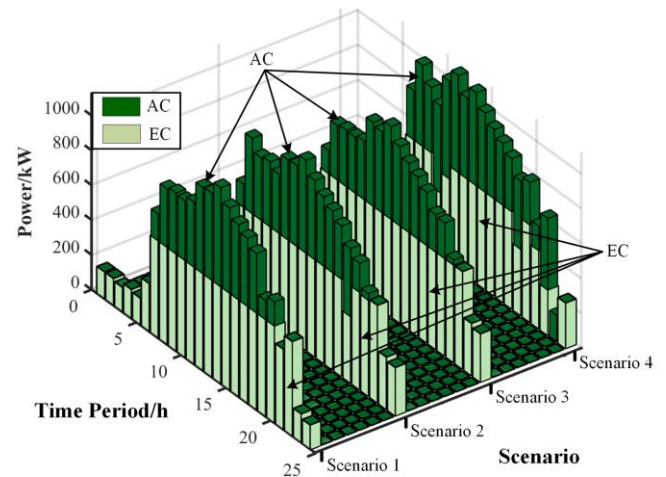 AC
1000
800
600
400
200
0
Power/kW
AC
EC
EC
0
5
10
15
20
25
Time Period/h
Scenario 1
Scenario 2
Scenario 3
Scenario 4
Scenario